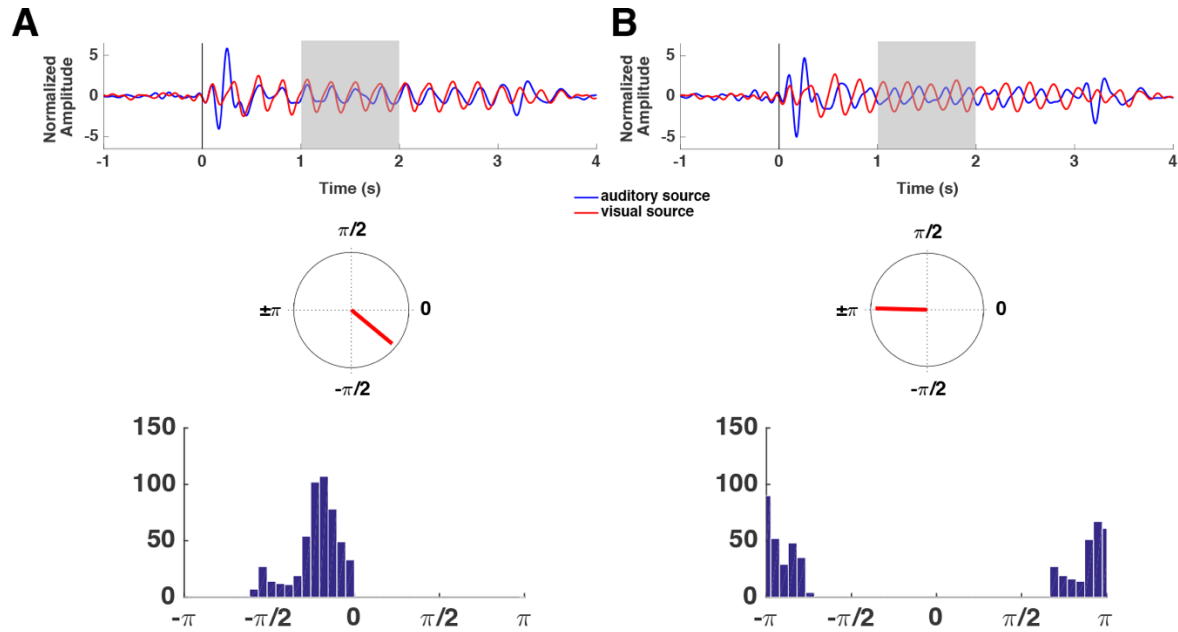 A
B
Normalized
Amplitude
5
0
-5
-1
0
1
2
3
4
Time (s)
Normalized
Amplitude
5
0
-5
-1
0
1
2
3
4
Time (s)
auditory source
visual source
π/2
±π
0
-π/2
π/2
±π
0
-π/2
150
100
50
0
-π
-π/2
0
π/2
π
150
100
50
0
-π
-π/2
0
π/2
π